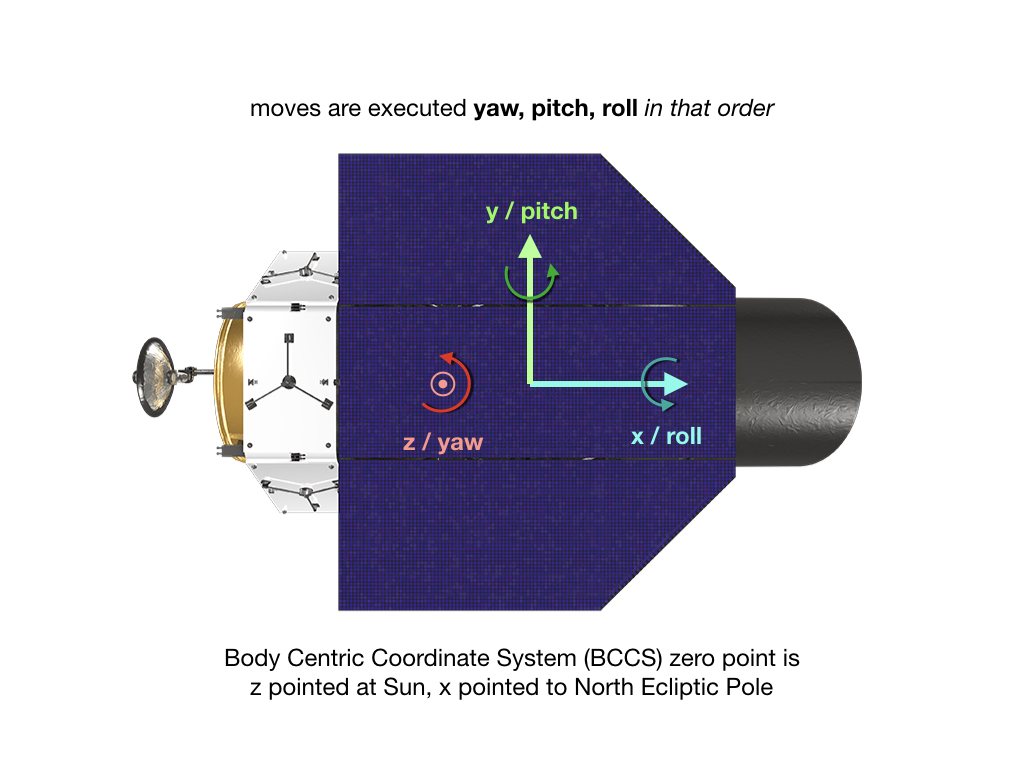 moves are executed yaw, pitch, roll in that order
y / pitch
z / yaw
x / roll
Body Centric Coordinate System (BCCS) zero point is
z pointed at Sun, x pointed to North Ecliptic Pole